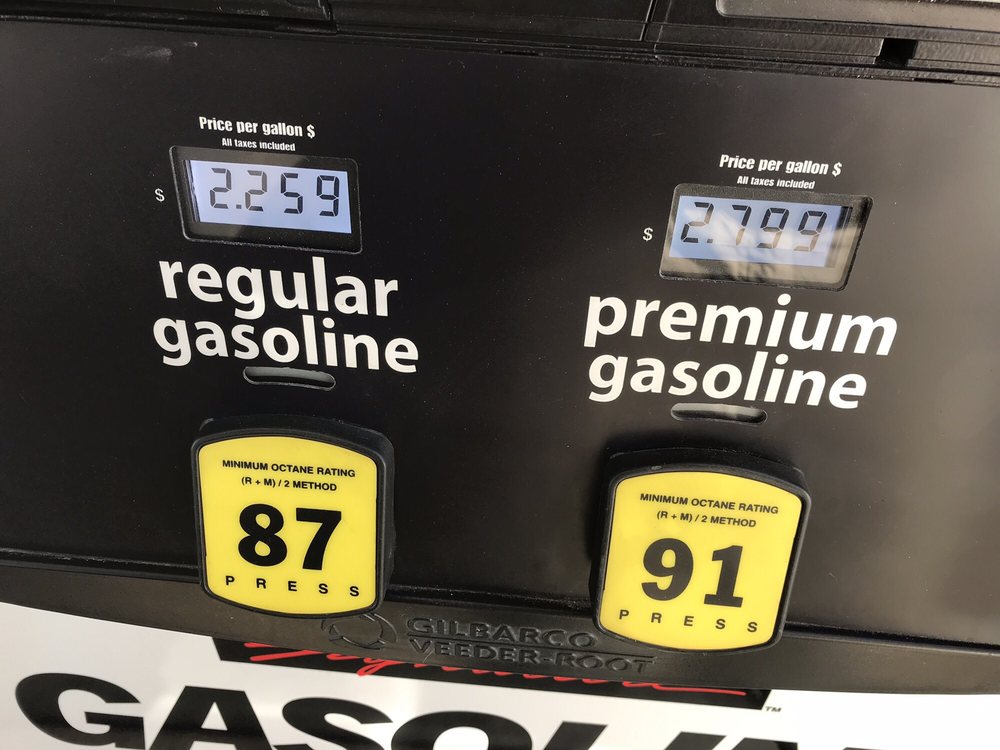 Price per gallon $
All taxes included
$ 2.259
regular
gasoline
MINIMUM OCTANE RATING
(R + M) / 2 METHOD
87
PRESS
Price per gallon $
All taxes included
$ 2.799
premium
gasoline
MINIMUM OCTANE RATING
(R + M) / 2 METHOD
91
PRESS
GILBARCO
VEEDER-ROOT
TM